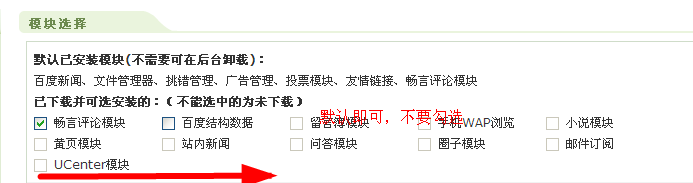 模块选择
默认已安装模块(不需要可在后台卸载)：
百度新闻、文件管理器、挑错管理、广告管理、投票模块、友情链接、畅言评论模块
已下载并可选安装的：（不能选中的为未下载）
默认即可，不要勾选
畅言评论模块 百度结构数据 留言簿模块 手机WAP浏览 小说模块
黄页模块 站内新闻 问答模块 圈子模块 邮件订阅
UCenter模块